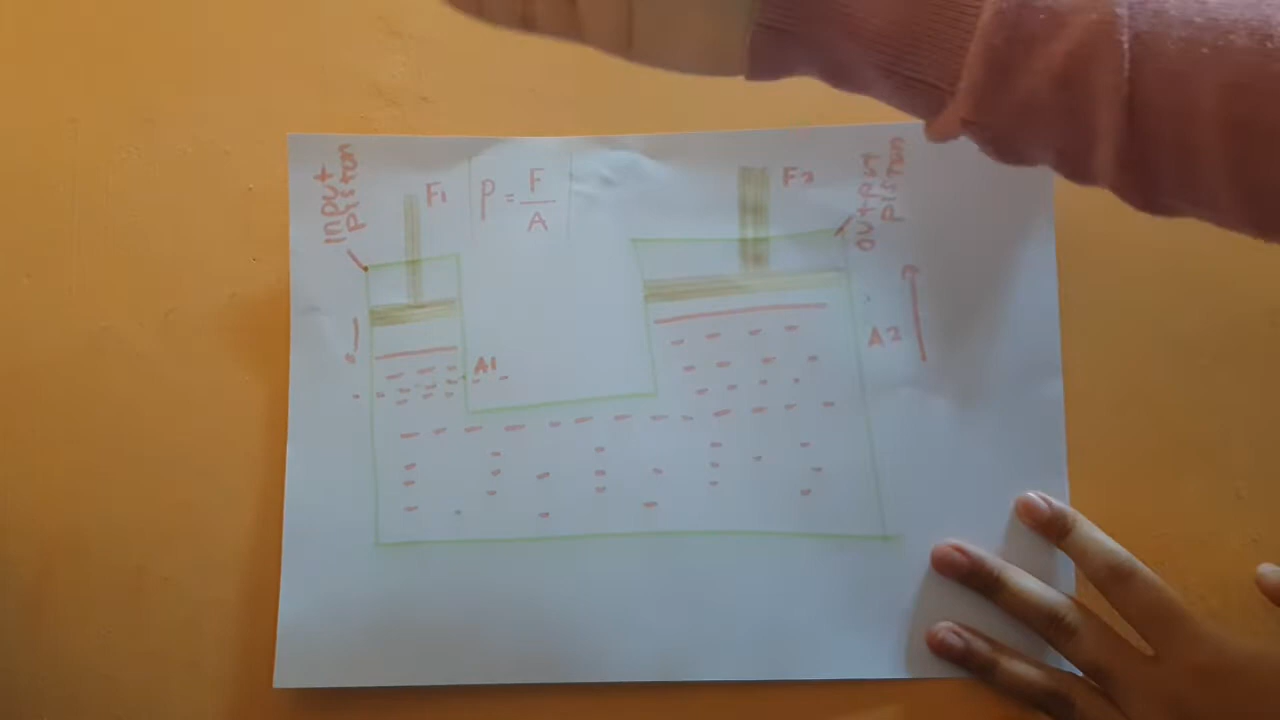 Input
piston
F1
P = F
A
F2
output
piston
A1
A2